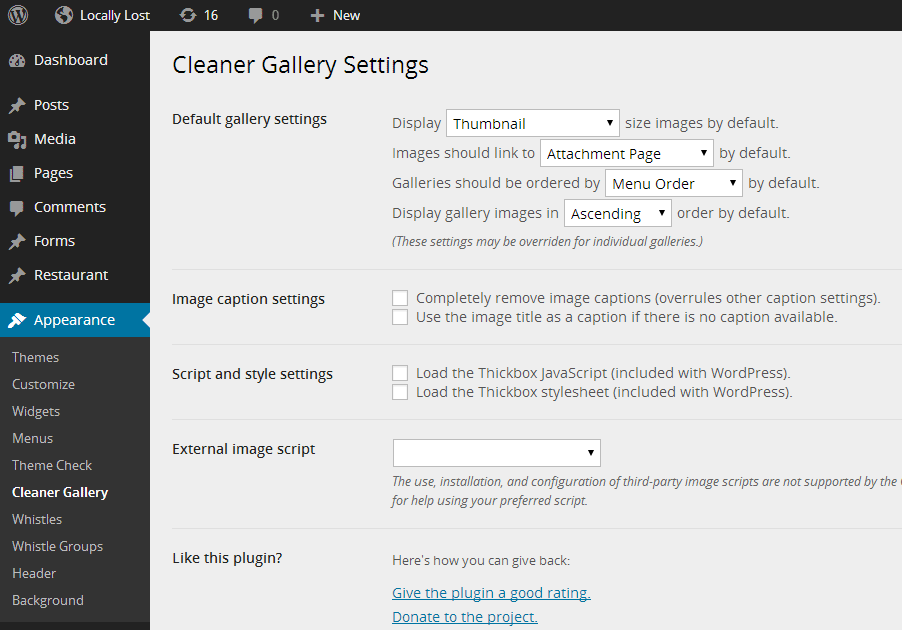 Locally Lost 16 0 New
Dashboard
Posts
Media
Pages
Comments
Forms
Restaurant
Appearance
Themes
Customize
Widgets
Menus
Theme Check
Cleaner Gallery
Whistles
Whistle Groups
Header
Background
Cleaner Gallery Settings
Default gallery settings
Display Thumbnail size images by default.
Images should link to Attachment Page by default.
Galleries should be ordered by Menu Order by default.
Display gallery images in Ascending order by default.
(These settings may be overriden for individual galleries.)
Image caption settings
Completely remove image captions (overrules other caption settings).
Use the image title as a caption if there is no caption available.
Script and style settings
Load the Thickbox JavaScript (included with WordPress).
Load the Thickbox stylesheet (included with WordPress).
External image script
The use, installation, and configuration of third-party image scripts are not supported by the
for help using your preferred script.
Like this plugin?
Here's how you can give back:
Give the plugin a good rating.
Donate to the project.